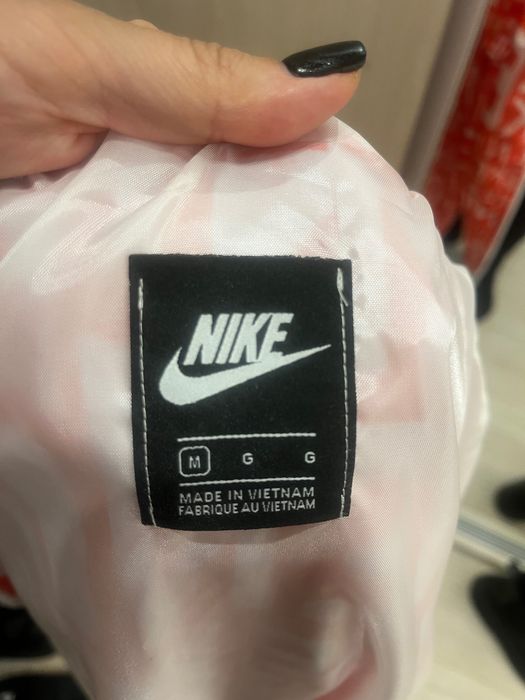 NIKE
M G G
MADE IN VIETNAM
FABRIQUE AU VIETNAM